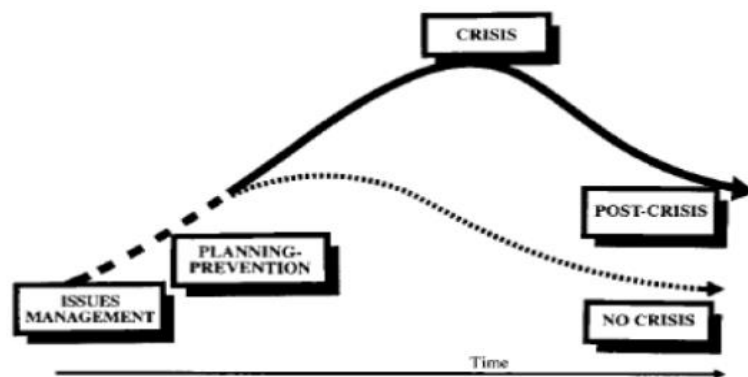 CRISIS
POST-CRISIS
PLANNING-
PREVENTION
ISSUES
MANAGEMENT
NO CRISIS
Time